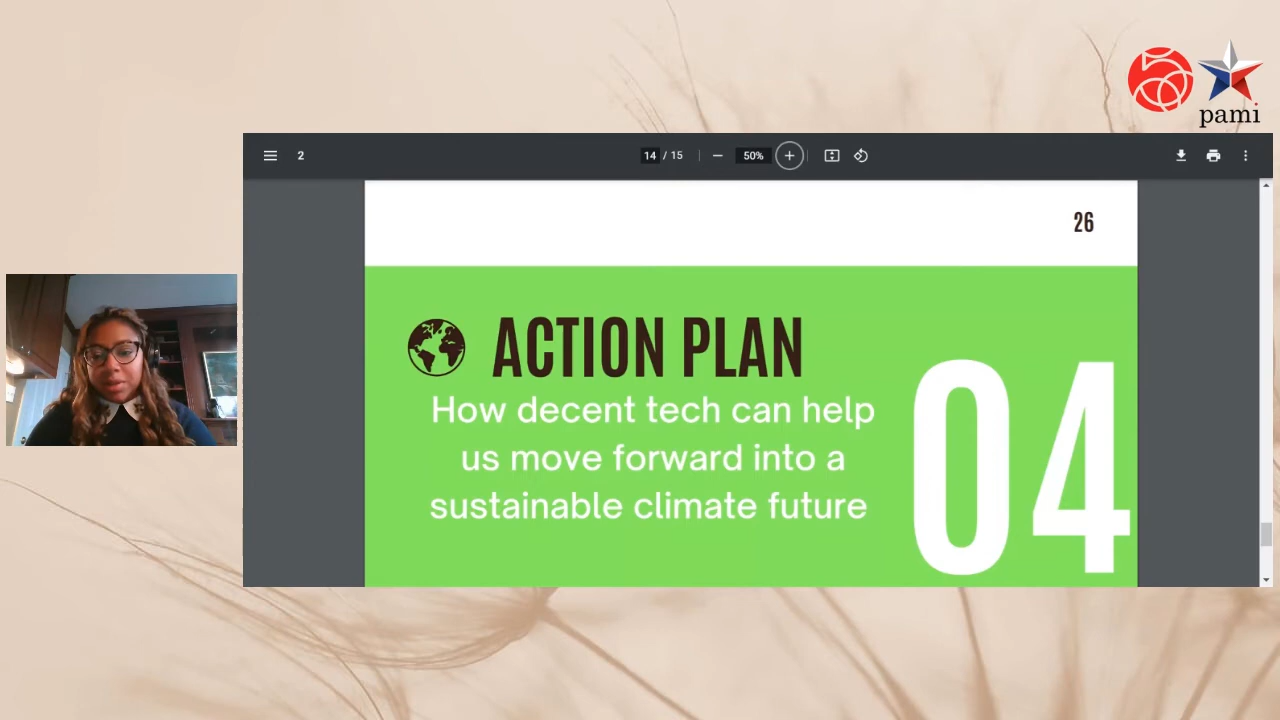 pami
2
14 / 15
50%
26
ACTION PLAN
How decent tech can help
us move forward into a
sustainable climate future
04